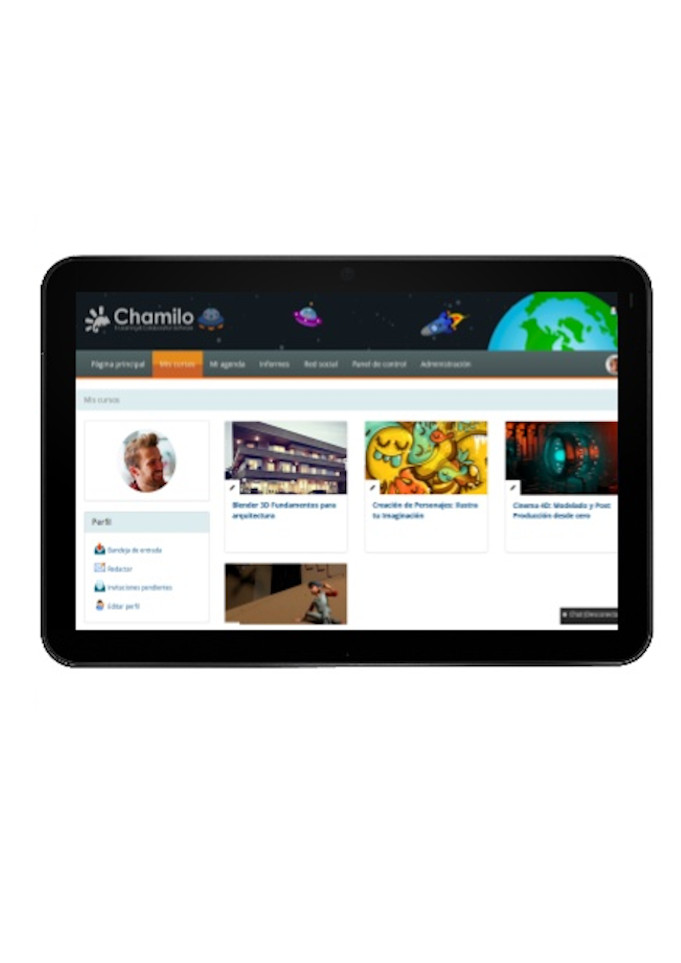 Chamilo
E-Learning & Collaboration Software
Página principal Mis cursos Mi agenda Informes Red social Panel de control Administración
Mis cursos
Perfil
Bandeja de entrada
Redactar
Invitaciones pendientes
Editar perfil
Blender 3D Fundamentos para
arquitectura
Creación de Personajes: Ilustra
tu Imaginación
Cinema 4D: Modelado y Post
Producción desde cero